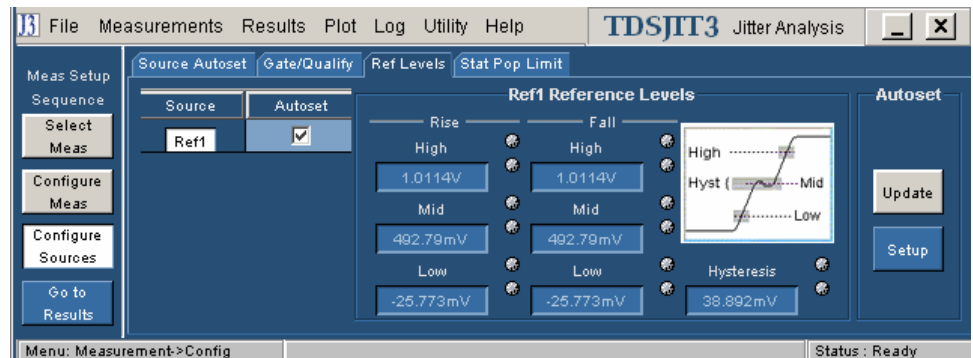 J3 File Measurements Results Plot Log Utility Help TDSJIT3 Jitter Analysis
Meas Setup
Sequence
Select
Meas
Configure
Meas
Configure
Sources
Go to
Results
Source Autoset Gate/Qualify Ref Levels Stat Pop Limit
Source Autoset
Ref1
Ref1 Reference Levels
Rise Fall
High High
1.0114V 1.0114V
Mid Mid
492.79mV 492.79mV
Low Low
-25.773mV -25.773mV
High
Hyst ( Mid
Low
Hysteresis
38.892mV
Autoset
Update
Setup
Menu: Measurement->Config Status : Ready